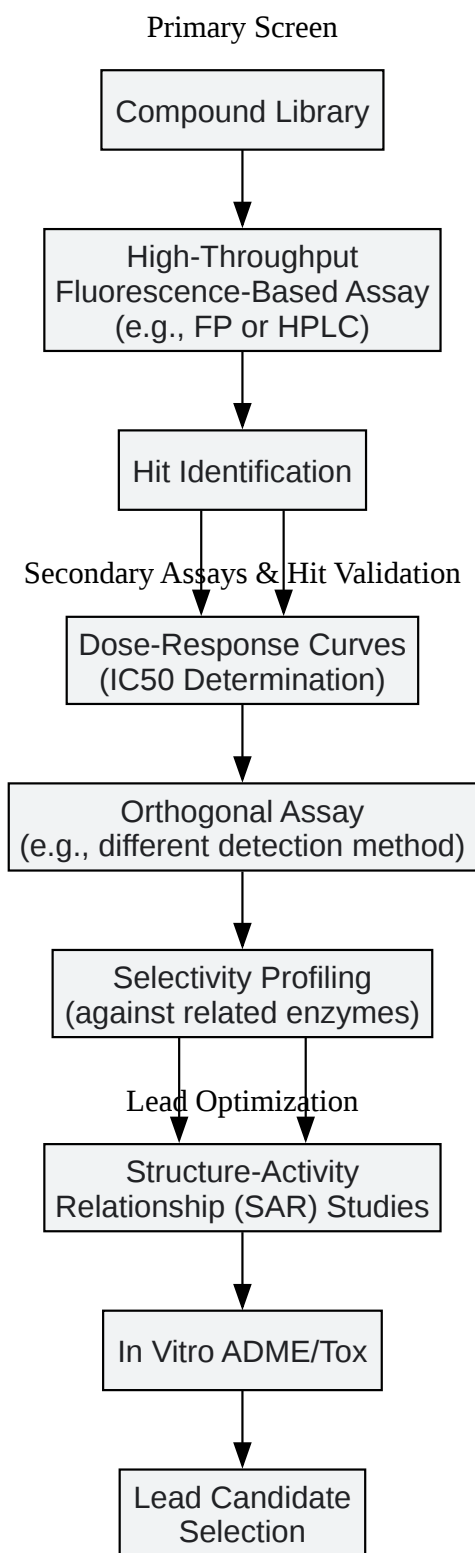 Primary Screen
Compound Library
High-Throughput
Fluorescence-Based Assay
(e.g., FP or HPLC)
Hit Identification
Secondary Assays & Hit Validation
Dose-Response Curves
(IC50 Determination)
Orthogonal Assay
(e.g., different detection method)
Selectivity Profiling
(against related enzymes)
Lead Optimization
Structure-Activity
Relationship (SAR) Studies
In Vitro ADME/Tox
Lead Candidate
Selection